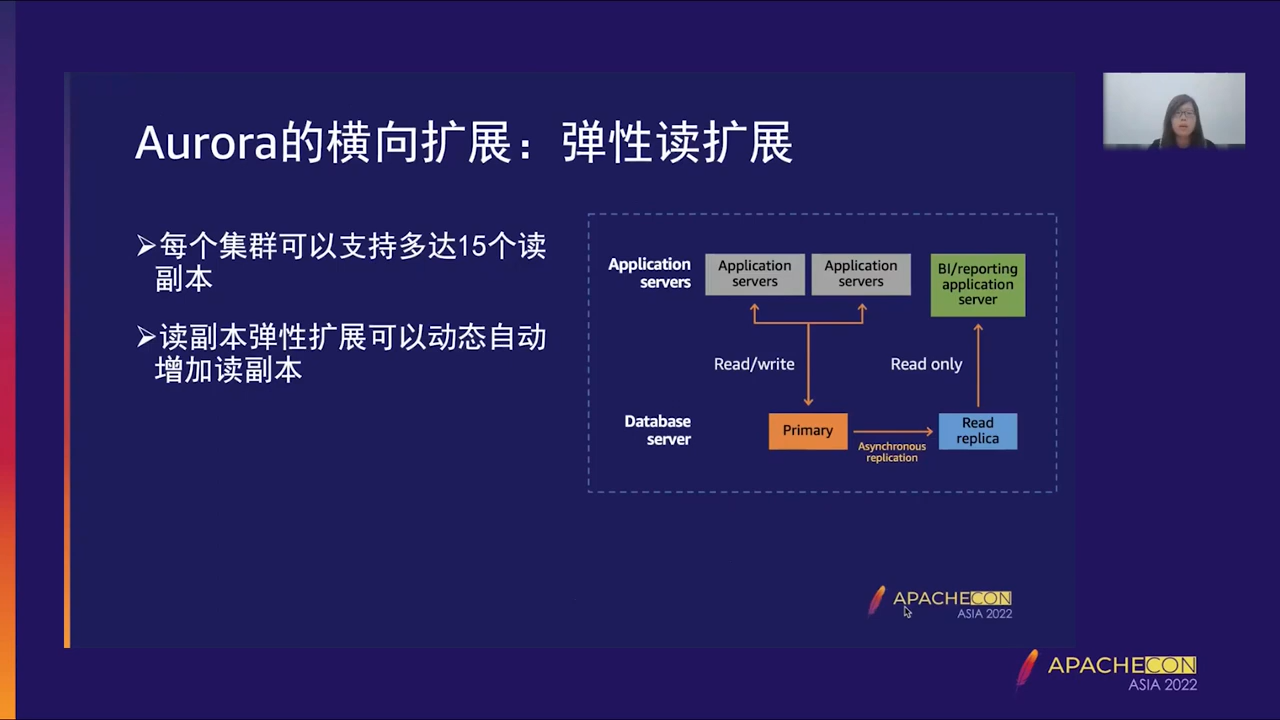 Aurora的横向扩展：弹性读扩展
➢每个集群可以支持多达15个读
副本
➢读副本弹性扩展可以动态自动
增加读副本
Application
servers
Application
servers
Application
servers
BI/reporting
application
server
Read/write
Read only
Database
server
Primary
Asynchronous
replication
Read
replica
APACHECON
ASIA 2022
APACHECON
ASIA 2022